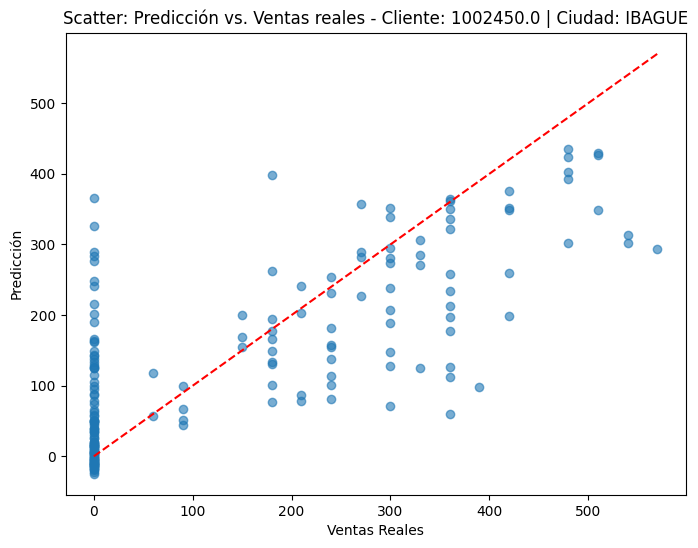 Scatter: Predicción vs. Ventas reales - Cliente: 1002450.0 | Ciudad: IBAGUE
Predicción
500
400
300
200
100
0
0 100 200 300 400 500
Ventas Reales